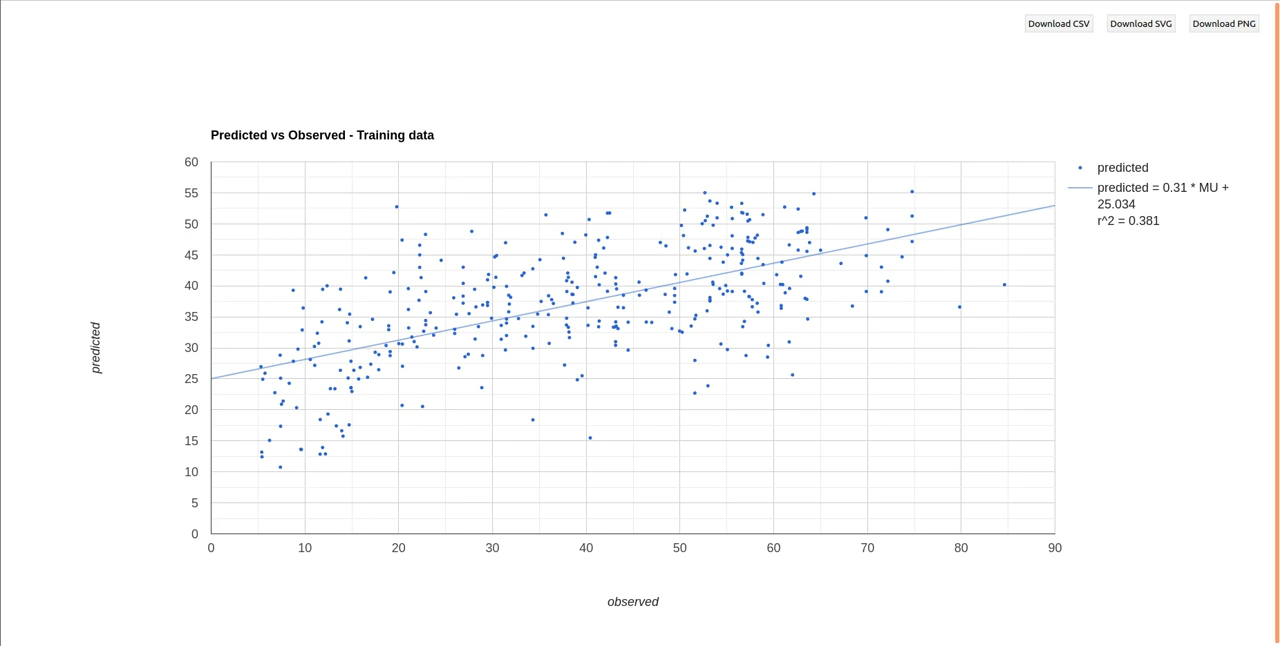 Download CSV
Download SVG
Download PNG
Predicted vs Observed - Training data
60
55
50
45
40
35
30
25
20
15
10
5
0
0 10 20 30 40 50 60 70 80 90
predicted
observed
predicted
predicted = 0.31 * MU +
25.034
r^2 = 0.381